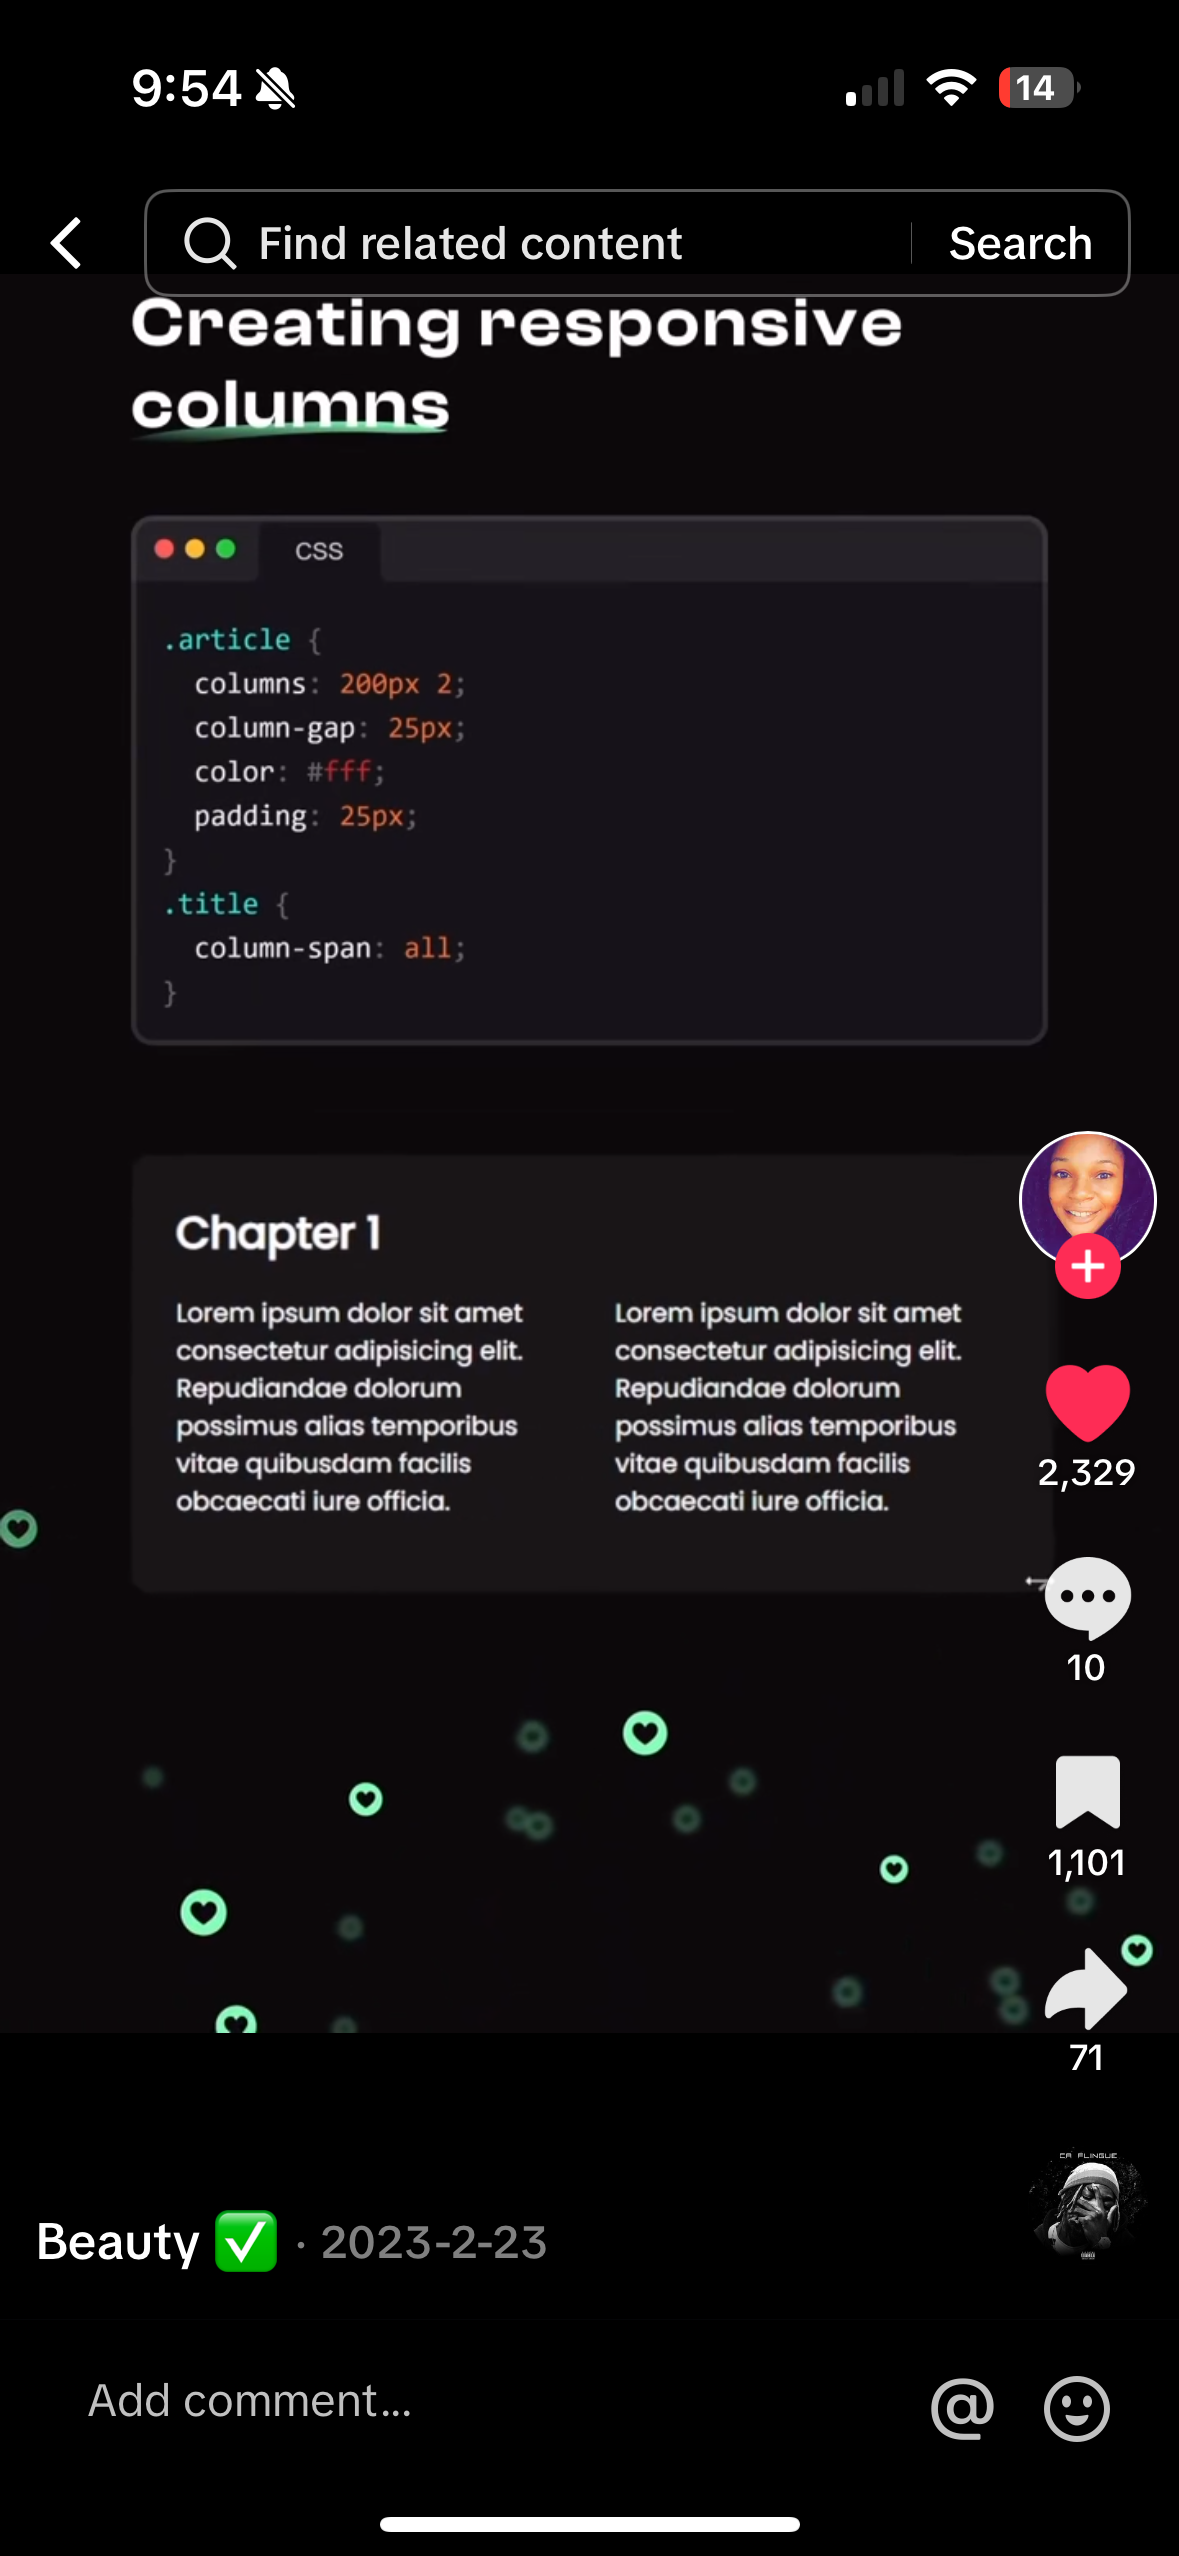 9:54
14
Find related content
Search
Creating responsive
columns
CSS
.article {
columns: 200px 2;
column-gap: 25px;
color: #fff;
padding: 25px;
}
.title {
column-span: all;
}
Chapter 1
Lorem ipsum dolor sit amet
consectetur adipisicing elit.
Repudiandae dolorum
possimus alias temporibus
vitae quibusdam facilis
obcaecati iure officia.
Lorem ipsum dolor sit amet
consectetur adipisicing elit.
Repudiandae dolorum
possimus alias temporibus
vitae quibusdam facilis
obcaecati iure officia.
2,329
10
1,101
71
CA FLINGUE
Beauty ✅ · 2023-2-23
Add comment...
@